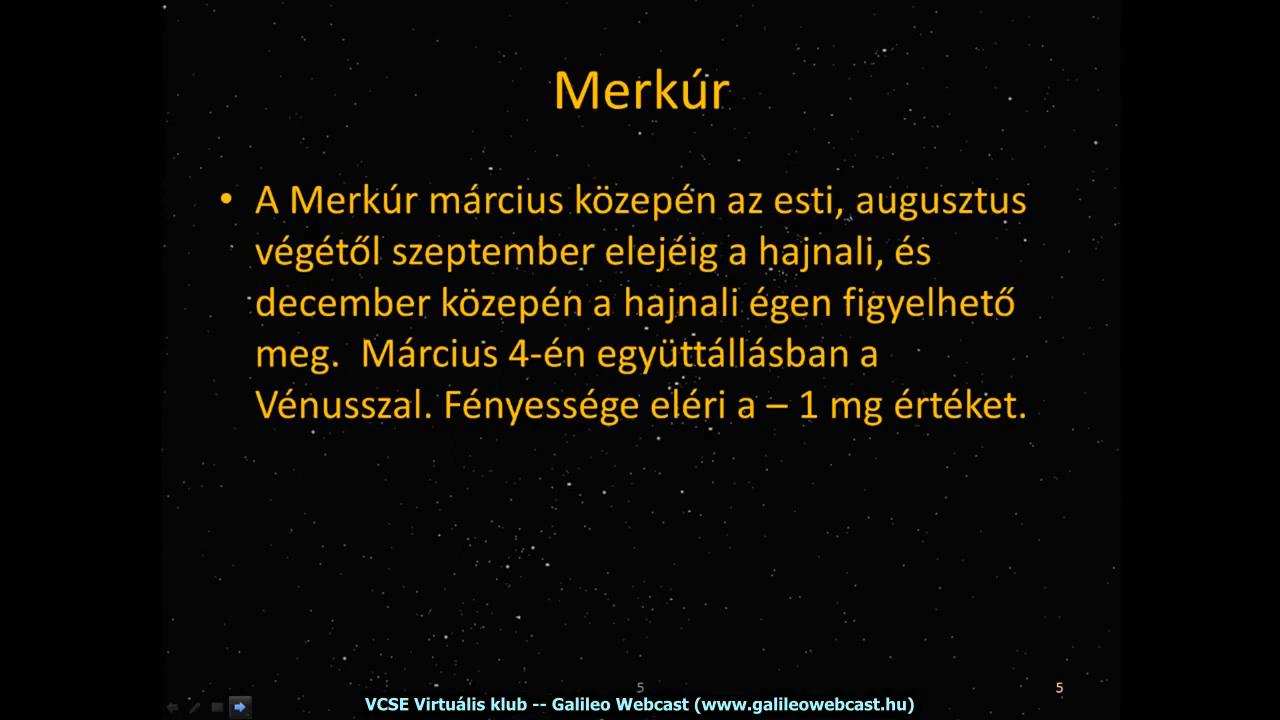 Merkúr
• A Merkúr március közepén az esti, augusztus
végétől szeptember elejéig a hajnali, és
december közepén a hajnali égen figyelhető
meg.  Március 4-én együttállásban a
Vénusszal. Fényessége eléri a – 1 mg értéket.
5
5
VCSE Virtuális klub -- Galileo Webcast (www.galileowebcast.hu)